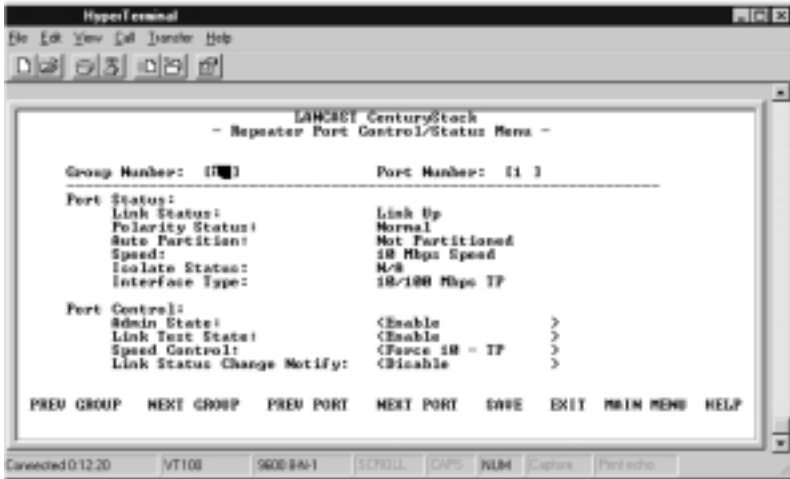 HyperTerminal
File Edit View Call Transfer Help
LANCAST CenturyStack
- Repeater Port Control/Status Menu -
Group Number: [ ] Port Number: [1 ]
Port Status:
Link Status: Link Up
Polarity Status: Normal
Auto Partition: Not Partitioned
Speed: 10 Mbps Speed
Isolate Status: N/A
Interface Type: 10/100 Mbps TP
Port Control:
Admin State: <Enable >
Link Test State: <Enable >
Speed Control: <Force 10 - TP >
Link Status Change Notify: <Disable >
PREV GROUP NEXT GROUP PREV PORT NEXT PORT SAVE EXIT MAIN MENU HELP
Connected 0:12:20 VT100 9600 8-N-1 SCROLL CAPS NUM Capture Print echo